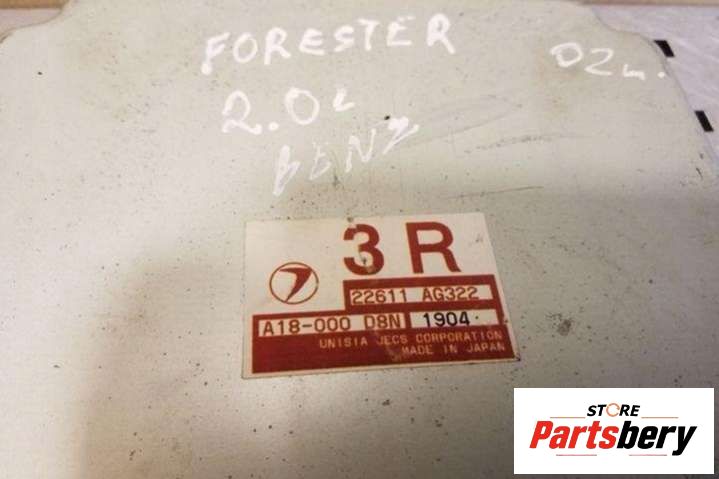 FORESTER 02г.
2.0L
BENZ
3R
22611 AG322
A18-000 D8N 1904
UNISIA JECS CORPORATION
MADE IN JAPAN
STORE
Partsbery